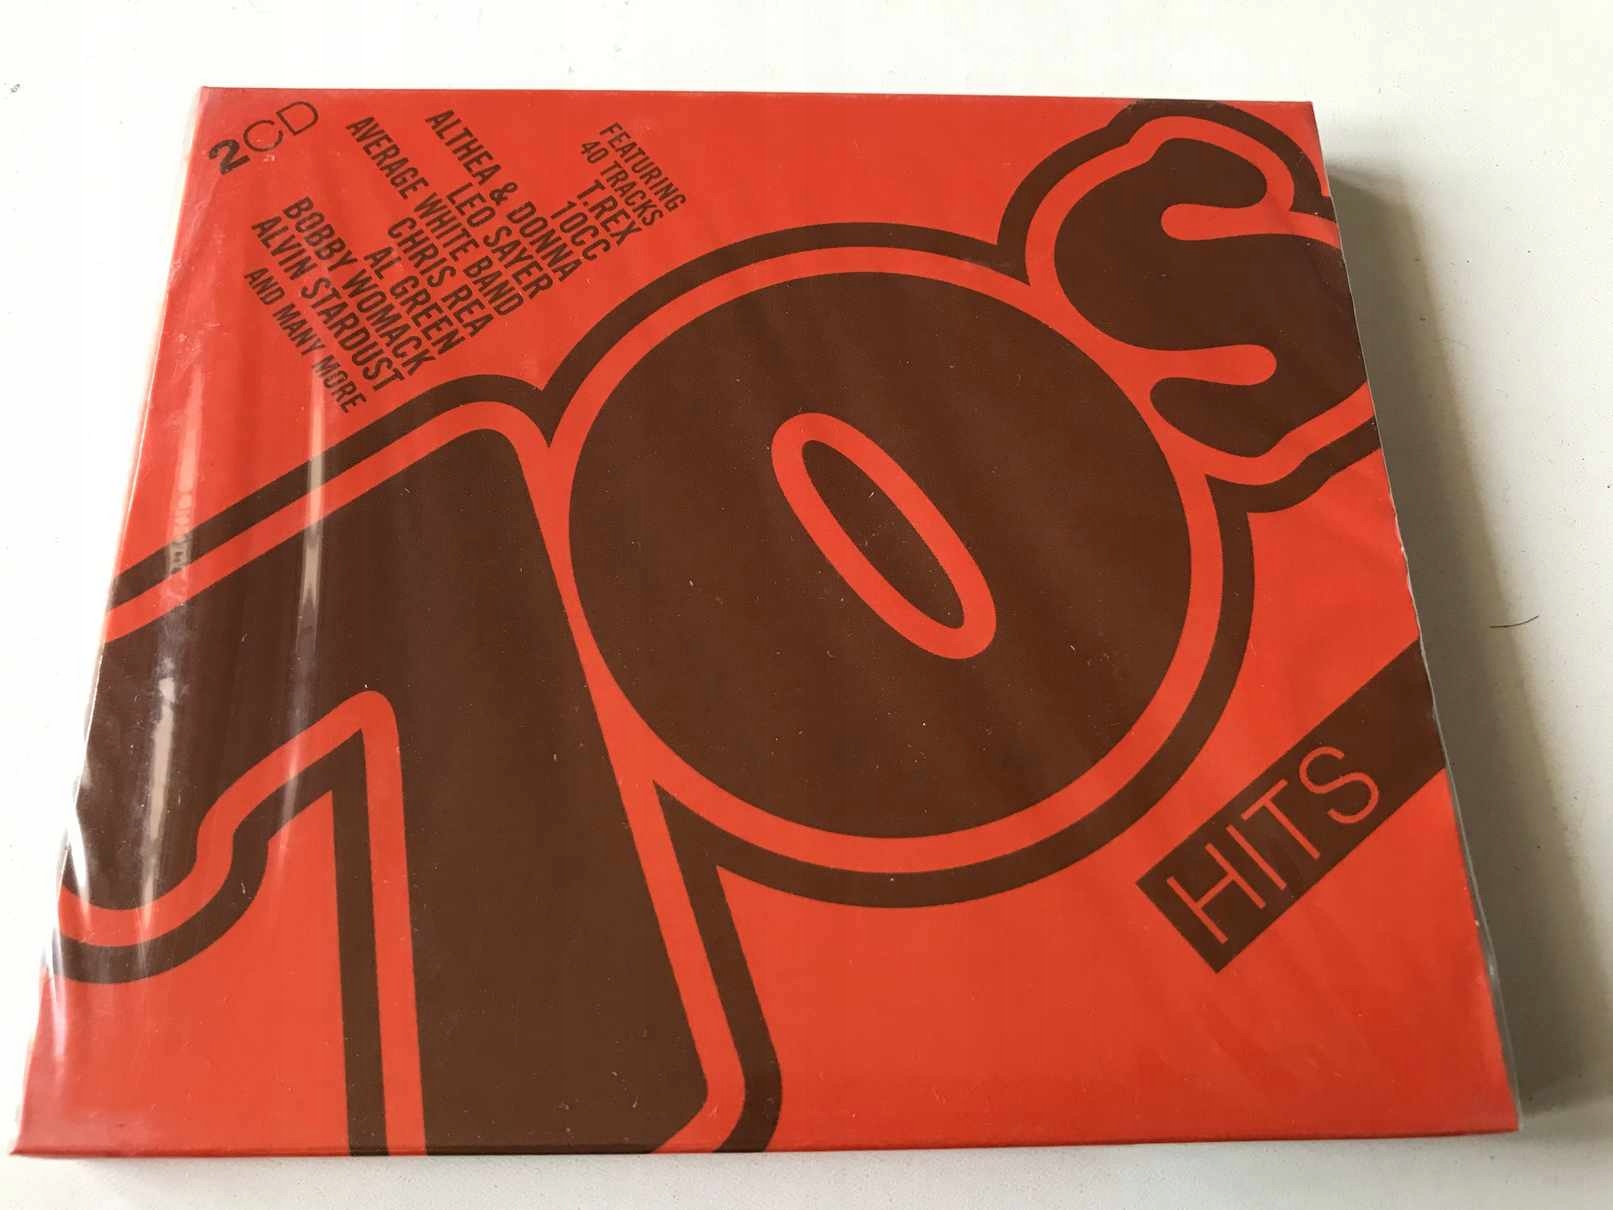 2CD
FEATURING
40 TRACKS
T.REX
10CC
ALTHEA & DONNA
LEO SAYER
AVERAGE WHITE BAND
CHRIS REA
AL GREEN
BOBBY WOMACK
ALVIN STARDUST
AND MANY MORE
70s
HITS